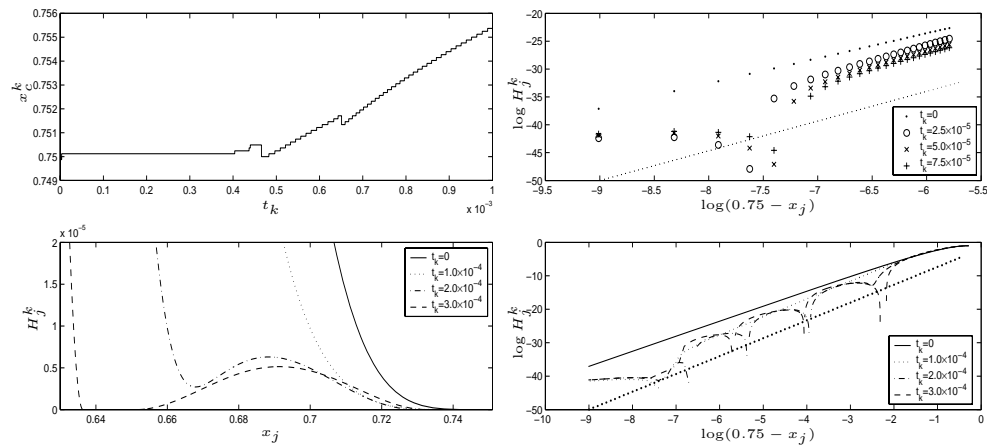 0.756
0.755
0.754
0.753
0.752
0.751
0.75
0.749
x_c^k
0 0.1 0.2 0.3 0.4 0.5 0.6 0.7 0.8 0.9 1
t_k
x 10^-3
-20
-25
-30
-35
-40
-45
-50
log H_j^k
-9.5 -9 -8.5 -8 -7.5 -7 -6.5 -6 -5.5
log(0.75 − x_j)
t_k=0
t_k=2.5×10^-5
t_k=5.0×10^-5
t_k=7.5×10^-5
x 10^-5
2
1.5
1
0.5
0
H_j^k
0.64 0.66 0.68 0.7 0.72 0.74
x_j
t_k=0
t_k=1.0×10^-4
t_k=2.0×10^-4
t_k=3.0×10^-4
0
-10
-20
-30
-40
-50
log H_j^k
-10 -9 -8 -7 -6 -5 -4 -3 -2 -1 0
log(0.75 − x_j)
t_k=0
t_k=1.0×10^-4
t_k=2.0×10^-4
t_k=3.0×10^-4